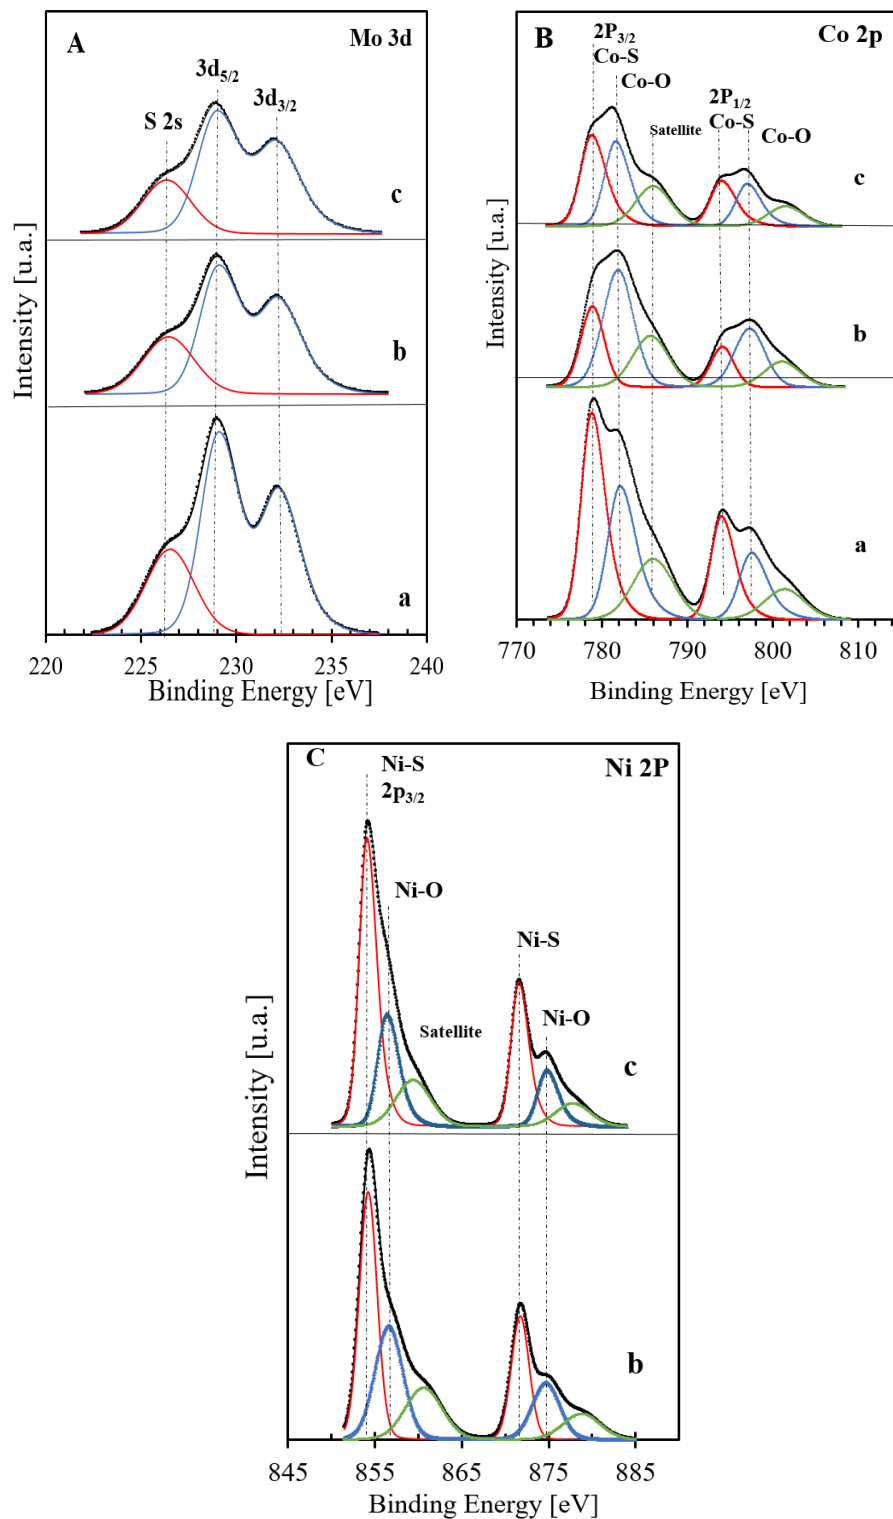 A
Mo 3d
3d5/2
3d3/2
S 2s
c
b
a
Intensity [u.a.]
220 225 230 235 240
Binding Energy [eV]
B
2P3/2
Co-S
Co 2p
Co-O
2P1/2
Co-S
Satellite
Co-O
c
b
a
Intensity [u.a.]
770 780 790 800 810
Binding Energy [eV]
C
Ni-S
2p3/2
Ni 2P
Ni-O
Ni-S
Ni-O
Satellite
c
b
Intensity [u.a.]
845 855 865 875 885
Binding Energy [eV]